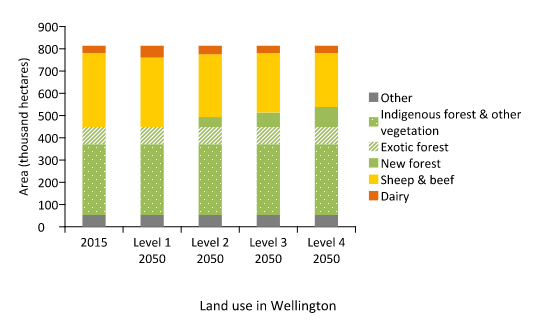 900
800
700
600
500
400
300
200
100
0
Area (thousand hectares)
2015
Level 1
2050
Level 2
2050
Level 3
2050
Level 4
2050
Other
Indigenous forest & other
vegetation
Exotic forest
New forest
Sheep & beef
Dairy
Land use in Wellington